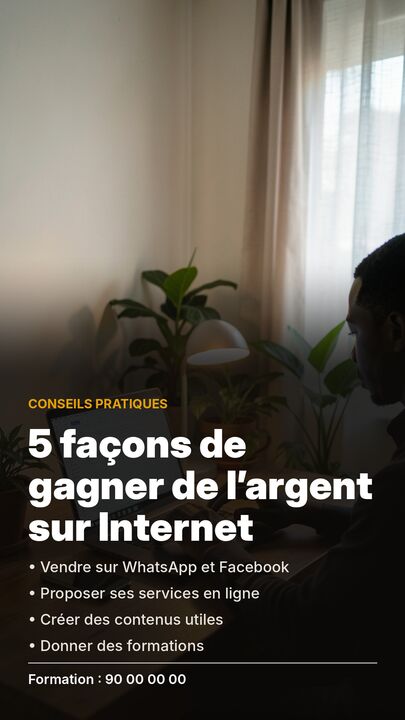 CONSEILS PRATIQUES
5 façons de
gagner de l'argent
sur Internet
• Vendre sur WhatsApp et Facebook
• Proposer ses services en ligne
• Créer des contenus utiles
• Donner des formations
Formation : 90 00 00 00